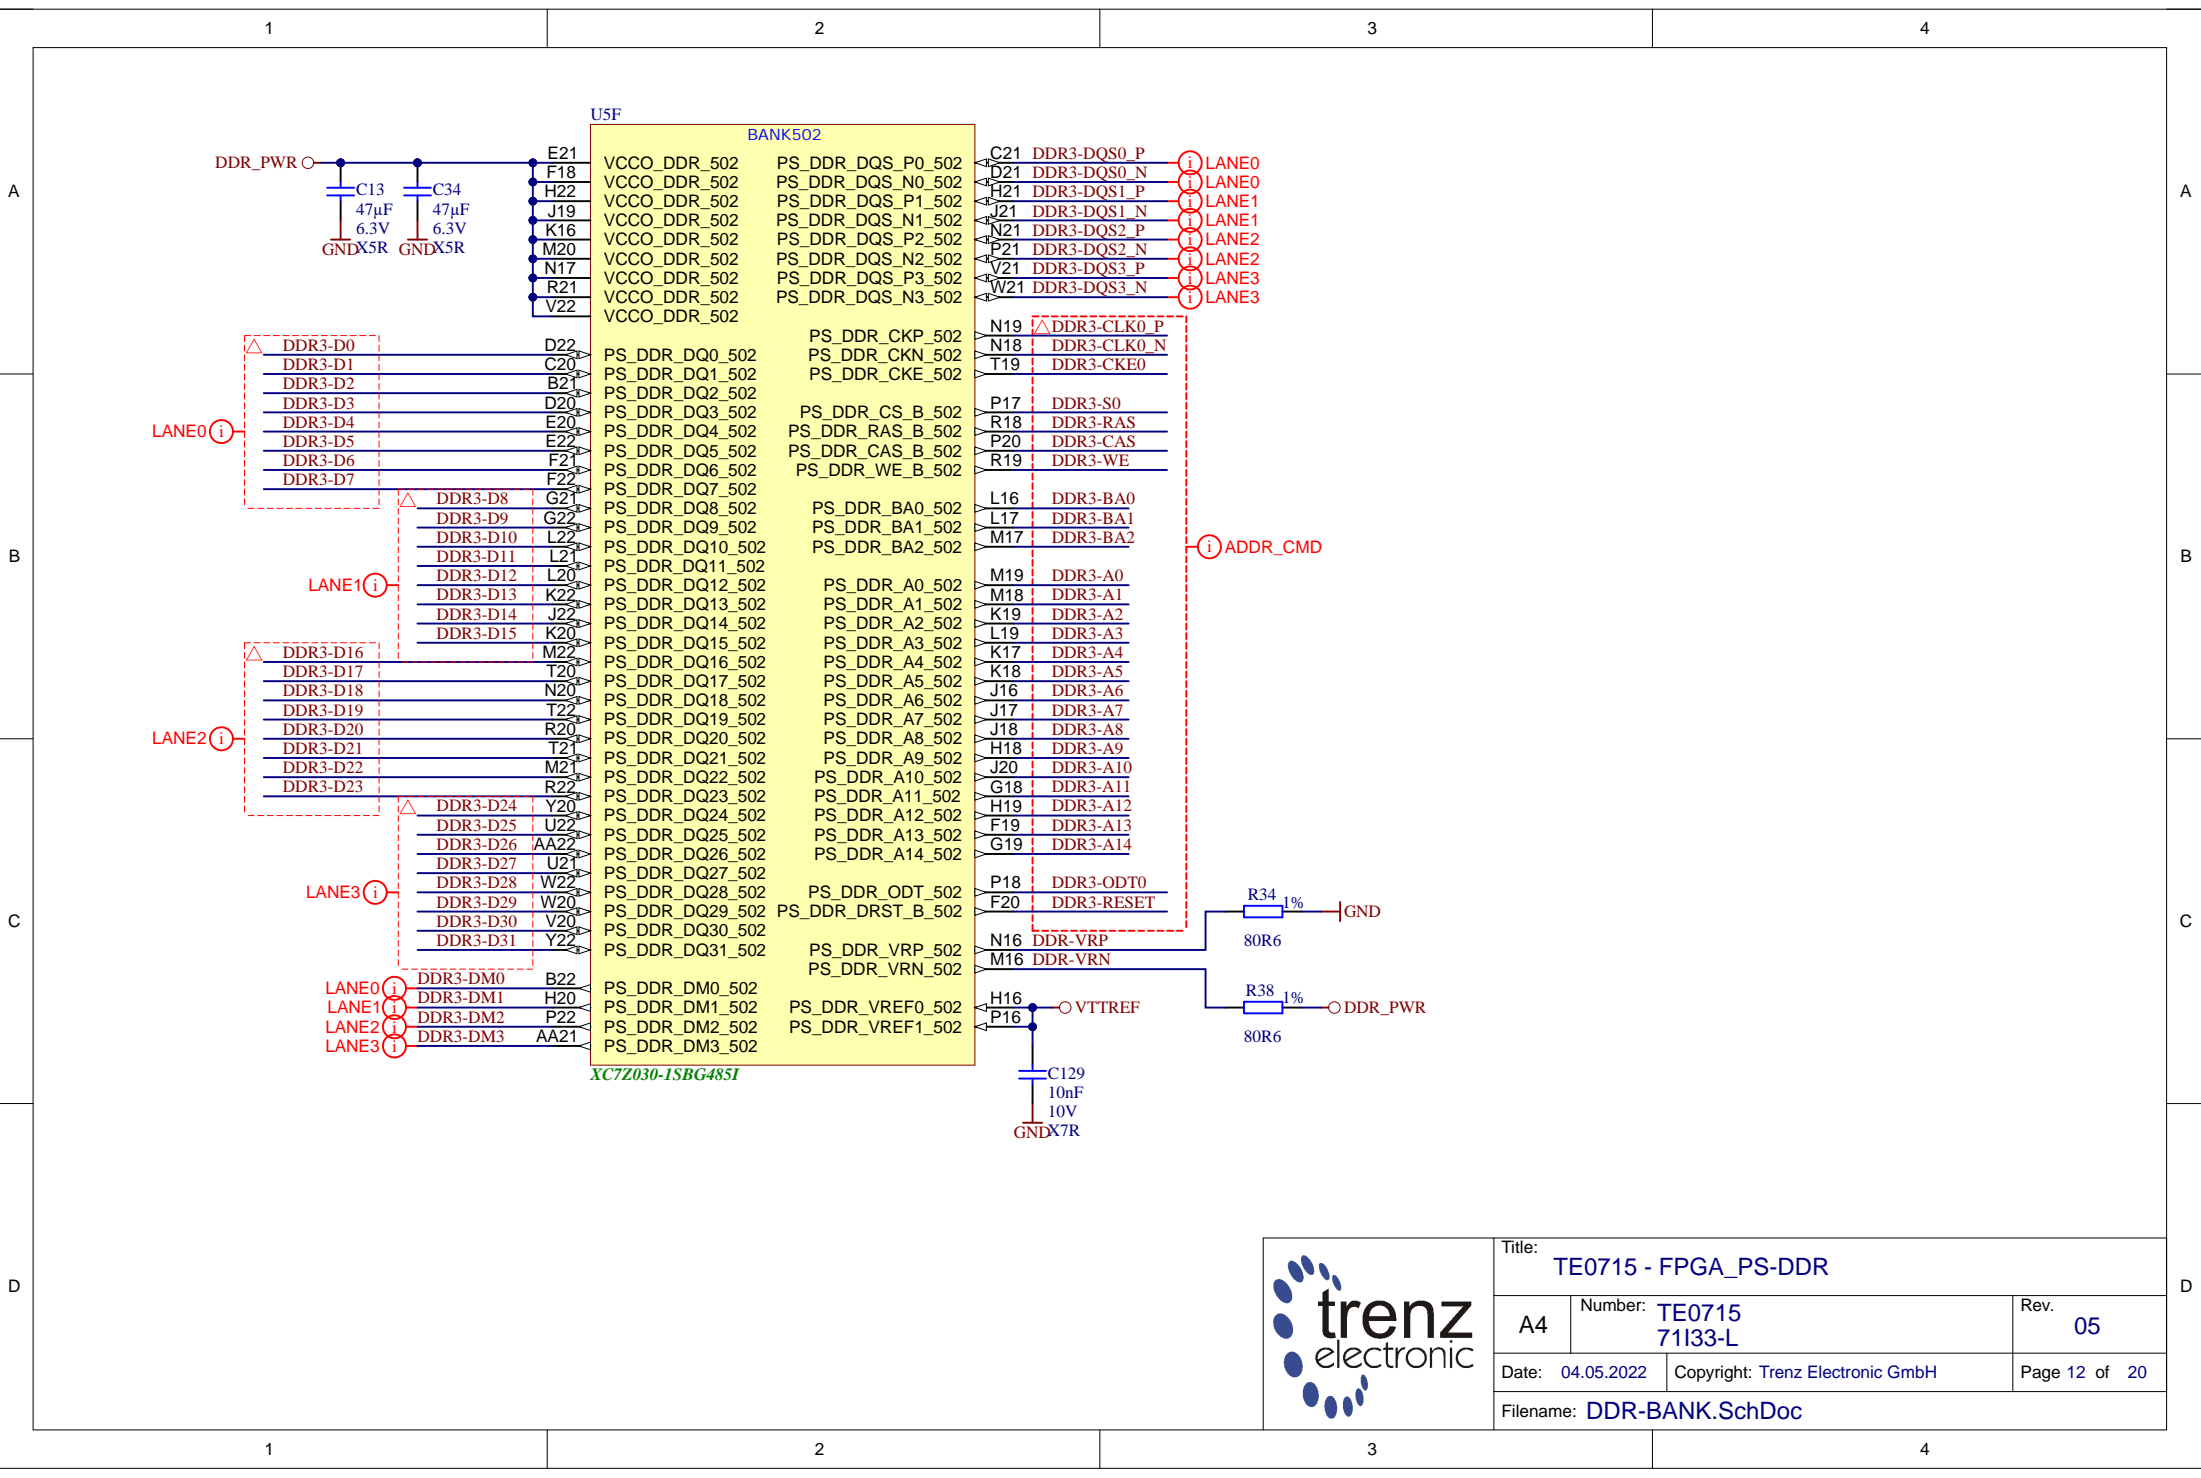 1 2 3 4
A A
B B
C C
D D
U5F
BANK502
DDR_PWR
C13
47µF
6.3V
X5R
GND
C34
47µF
6.3V
X5R
GND
E21 VCCO_DDR_502
F18 VCCO_DDR_502
H22 VCCO_DDR_502
J19 VCCO_DDR_502
K16 VCCO_DDR_502
M20 VCCO_DDR_502
N17 VCCO_DDR_502
R21 VCCO_DDR_502
V22 VCCO_DDR_502
LANE0
DDR3-D0 D22 PS_DDR_DQ0_502
DDR3-D1 C20 PS_DDR_DQ1_502
DDR3-D2 B21 PS_DDR_DQ2_502
DDR3-D3 D20 PS_DDR_DQ3_502
DDR3-D4 E20 PS_DDR_DQ4_502
DDR3-D5 E22 PS_DDR_DQ5_502
DDR3-D6 F21 PS_DDR_DQ6_502
DDR3-D7 F22 PS_DDR_DQ7_502
LANE1
DDR3-D8 G21 PS_DDR_DQ8_502
DDR3-D9 G22 PS_DDR_DQ9_502
DDR3-D10 L22 PS_DDR_DQ10_502
DDR3-D11 L21 PS_DDR_DQ11_502
DDR3-D12 L20 PS_DDR_DQ12_502
DDR3-D13 K22 PS_DDR_DQ13_502
DDR3-D14 J22 PS_DDR_DQ14_502
DDR3-D15 K20 PS_DDR_DQ15_502
LANE2
DDR3-D16 M22 PS_DDR_DQ16_502
DDR3-D17 T20 PS_DDR_DQ17_502
DDR3-D18 N20 PS_DDR_DQ18_502
DDR3-D19 T22 PS_DDR_DQ19_502
DDR3-D20 R20 PS_DDR_DQ20_502
DDR3-D21 T21 PS_DDR_DQ21_502
DDR3-D22 M21 PS_DDR_DQ22_502
DDR3-D23 R22 PS_DDR_DQ23_502
LANE3
DDR3-D24 Y20 PS_DDR_DQ24_502
DDR3-D25 U22 PS_DDR_DQ25_502
DDR3-D26 AA22 PS_DDR_DQ26_502
DDR3-D27 U21 PS_DDR_DQ27_502
DDR3-D28 W22 PS_DDR_DQ28_502
DDR3-D29 W20 PS_DDR_DQ29_502
DDR3-D30 V20 PS_DDR_DQ30_502
DDR3-D31 Y22 PS_DDR_DQ31_502
LANE0 i DDR3-DM0 B22 PS_DDR_DM0_502
LANE1 i DDR3-DM1 H20 PS_DDR_DM1_502
LANE2 i DDR3-DM2 P22 PS_DDR_DM2_502
LANE3 i DDR3-DM3 AA21 PS_DDR_DM3_502
PS_DDR_DQS_P0_502 C21 DDR3-DQS0_P i LANE0
PS_DDR_DQS_N0_502 D21 DDR3-DQS0_N i LANE0
PS_DDR_DQS_P1_502 H21 DDR3-DQS1_P i LANE1
PS_DDR_DQS_N1_502 J21 DDR3-DQS1_N i LANE1
PS_DDR_DQS_P2_502 N21 DDR3-DQS2_P i LANE2
PS_DDR_DQS_N2_502 P21 DDR3-DQS2_N i LANE2
PS_DDR_DQS_P3_502 V21 DDR3-DQS3_P i LANE3
PS_DDR_DQS_N3_502 W21 DDR3-DQS3_N i LANE3
PS_DDR_CKP_502 N19 DDR3-CLK0_P
PS_DDR_CKN_502 N18 DDR3-CLK0_N
PS_DDR_CKE_502 T19 DDR3-CKE0
PS_DDR_CS_B_502 P17 DDR3-S0
PS_DDR_RAS_B_502 R18 DDR3-RAS
PS_DDR_CAS_B_502 P20 DDR3-CAS
PS_DDR_WE_B_502 R19 DDR3-WE
PS_DDR_BA0_502 L16 DDR3-BA0
PS_DDR_BA1_502 L17 DDR3-BA1
PS_DDR_BA2_502 M17 DDR3-BA2
i ADDR_CMD
PS_DDR_A0_502 M19 DDR3-A0
PS_DDR_A1_502 M18 DDR3-A1
PS_DDR_A2_502 K19 DDR3-A2
PS_DDR_A3_502 L19 DDR3-A3
PS_DDR_A4_502 K17 DDR3-A4
PS_DDR_A5_502 K18 DDR3-A5
PS_DDR_A6_502 J16 DDR3-A6
PS_DDR_A7_502 J17 DDR3-A7
PS_DDR_A8_502 J18 DDR3-A8
PS_DDR_A9_502 H18 DDR3-A9
PS_DDR_A10_502 J20 DDR3-A10
PS_DDR_A11_502 G18 DDR3-A11
PS_DDR_A12_502 H19 DDR3-A12
PS_DDR_A13_502 F19 DDR3-A13
PS_DDR_A14_502 G19 DDR3-A14
PS_DDR_ODT_502 P18 DDR3-ODT0
PS_DDR_DRST_B_502 F20 DDR3-RESET
PS_DDR_VRP_502 N16 DDR-VRP
PS_DDR_VRN_502 M16 DDR-VRN
PS_DDR_VREF0_502 H16 VTTREF
PS_DDR_VREF1_502 P16
R34 1% GND
80R6
R38 1% DDR_PWR
80R6
XC7Z030-1SBG485I
C129
10nF
10V
X7R
GND
trenz
electronic
Title:
TE0715 - FPGA_PS-DDR
A4
Number: TE0715
71I33-L
Rev.
05
Date: 04.05.2022 Copyright: Trenz Electronic GmbH Page 12 of 20
Filename: DDR-BANK.SchDoc
1 2 3 4